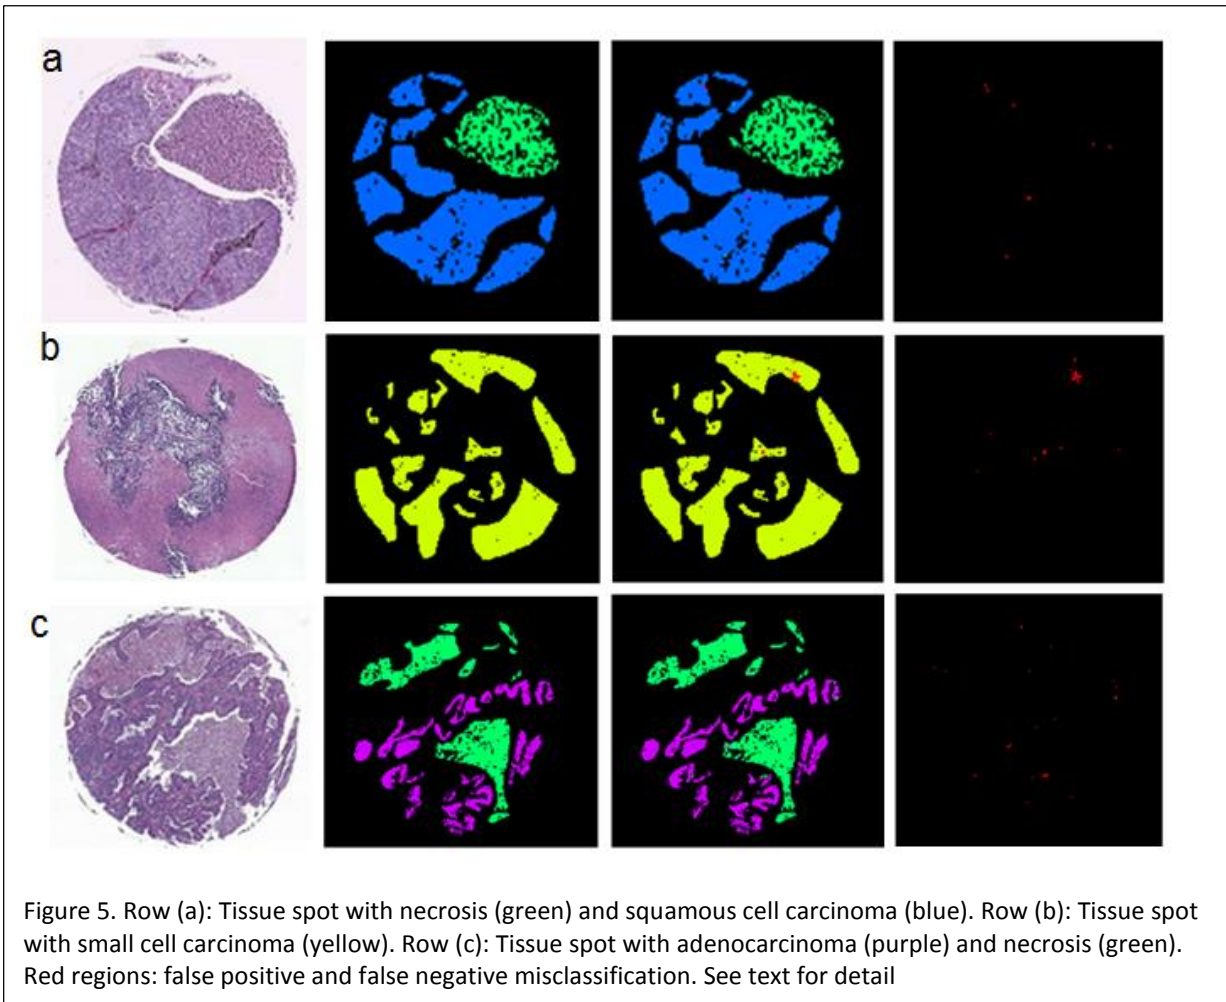 a
b
c
Figure 5. Row (a): Tissue spot with necrosis (green) and squamous cell carcinoma (blue). Row (b): Tissue spot
with small cell carcinoma (yellow). Row (c): Tissue spot with adenocarcinoma (purple) and necrosis (green).
Red regions: false positive and false negative misclassification. See text for detail